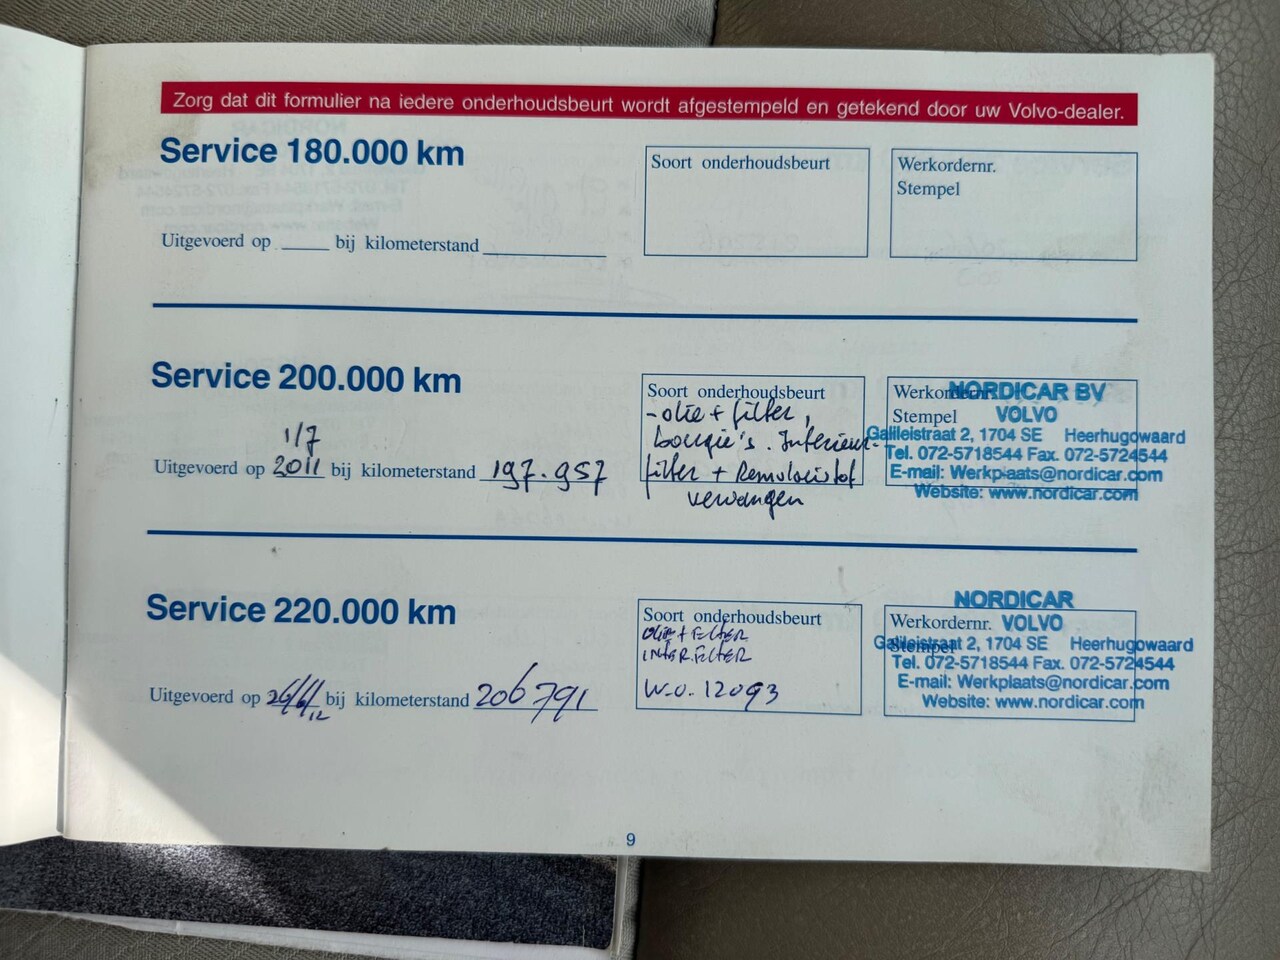 Zorg dat dit formulier na iedere onderhoudsbeurt wordt afgestempeld en getekend door uw Volvo-dealer.
Service 180.000 km
Soort onderhoudsbeurt
Werkordernr.
Stempel
Uitgevoerd op ____ bij kilometerstand ____
Service 200.000 km
Soort onderhoudsbeurt
- olie + filter,
bougie's. Interieur-
filter + Remvloeistof
vervangen
Werkordernr.
Stempel
NORDICAR BV
VOLVO
Galileistraat 2, 1704 SE Heerhugowaard
Tel. 072-5718544 Fax. 072-5724544
E-mail: Werkplaats@nordicar.com
Website: www.nordicar.com
1/7
Uitgevoerd op 2011 bij kilometerstand 197.957
Service 220.000 km
Soort onderhoudsbeurt
OLIE + FILTER
INTER.FILTER
W.O. 12093
Werkordernr.
Stempel
NORDICAR
VOLVO
Galileistraat 2, 1704 SE Heerhugowaard
Tel. 072-5718544 Fax. 072-5724544
E-mail: Werkplaats@nordicar.com
Website: www.nordicar.com
Uitgevoerd op bij kilometerstand 206791
12
9